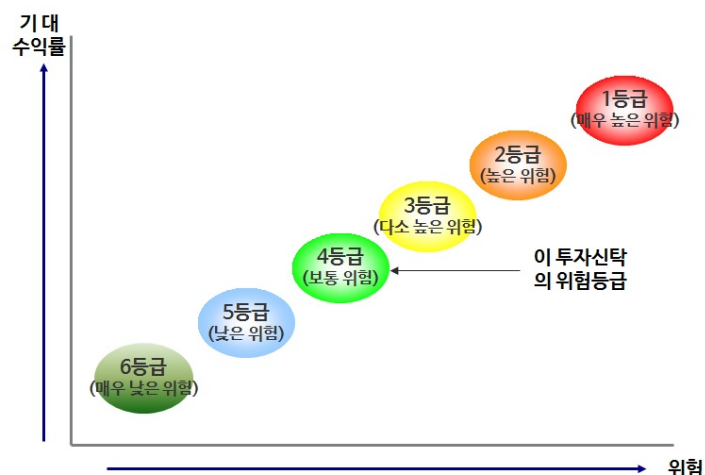 기 대
수익률
1등급
(매우 높은 위험)
2등급
(높은 위험)
3등급
(다소 높은 위험)
4등급
(보통 위험)
이 투자신탁
의 위험등급
5등급
(낮은 위험)
6등급
(매우 낮은 위험)
위험